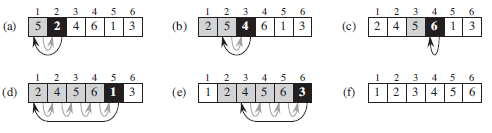 1 2 3 4 5 6
(a) 5 2 4 6 1 3
1 2 3 4 5 6
(b) 2 5 4 6 1 3
1 2 3 4 5 6
(c) 2 4 5 6 1 3
1 2 3 4 5 6
(d) 2 4 5 6 1 3
1 2 3 4 5 6
(e) 1 2 4 5 6 3
1 2 3 4 5 6
(f) 1 2 3 4 5 6